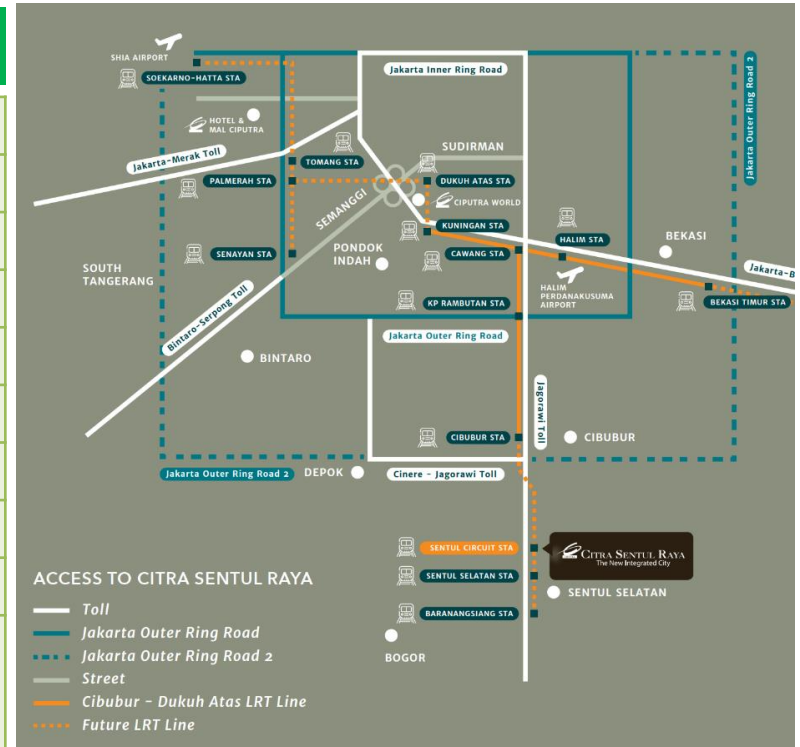 SHIA AIRPORT
SOEKARNO-HATTA STA
Jakarta Inner Ring Road
Jakarta Outer Ring Road 2
HOTEL &
MAL CIPUTRA
SUDIRMAN
Jakarta-Merak Toll
TOMANG STA
PALMERAH STA
DUKUH ATAS STA
SEMANGGI
CIPUTRA WORLD
KUNINGAN STA
HALIM STA
BEKASI
SENAYAN STA
PONDOK
INDAH
CAWANG STA
SOUTH
TANGERANG
Jakarta-B
HALIM
PERDANAKUSUMA
AIRPORT
KP RAMBUTAN STA
BEKASI TIMUR STA
Bintaro-Serpong Toll
Jakarta Outer Ring Road
BINTARO
Jagorawi Toll
CIBUBUR STA
CIBUBUR
Jakarta Outer Ring Road 2
DEPOK
Cinere - Jagorawi Toll
SENTUL CIRCUIT STA
CITRA SENTUL RAYA
The New Integrated City
SENTUL SELATAN STA
SENTUL SELATAN
BARANANGSIANG STA
BOGOR
ACCESS TO CITRA SENTUL RAYA
Toll
Jakarta Outer Ring Road
Jakarta Outer Ring Road 2
Street
Cibubur - Dukuh Atas LRT Line
Future LRT Line